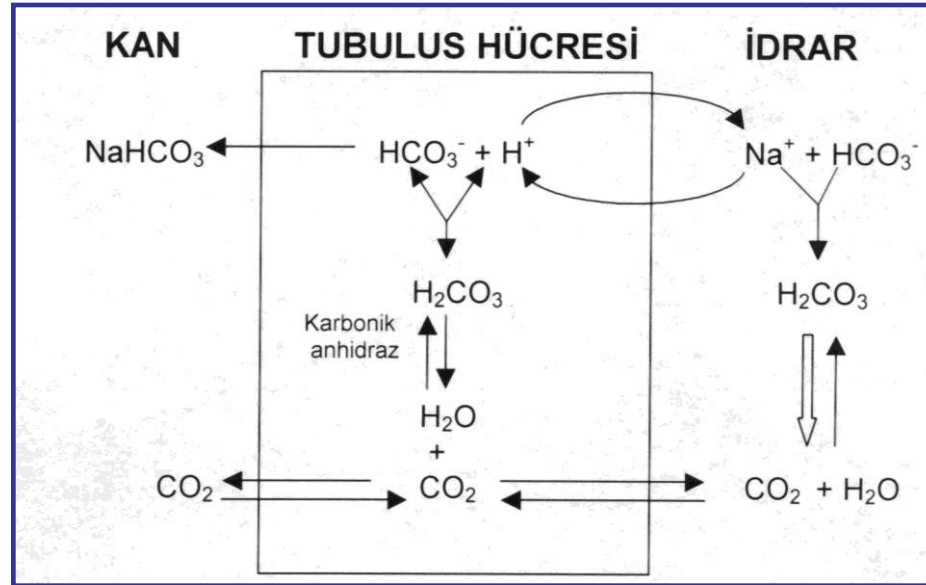 KAN TUBULUS HÜCRESİ İDRAR
NaHCO₃ HCO₃⁻ + H⁺ Na⁺ + HCO₃⁻
H₂CO₃ H₂CO₃
Karbonik
anhidraz
H₂O
+
CO₂ CO₂ CO₂ + H₂O